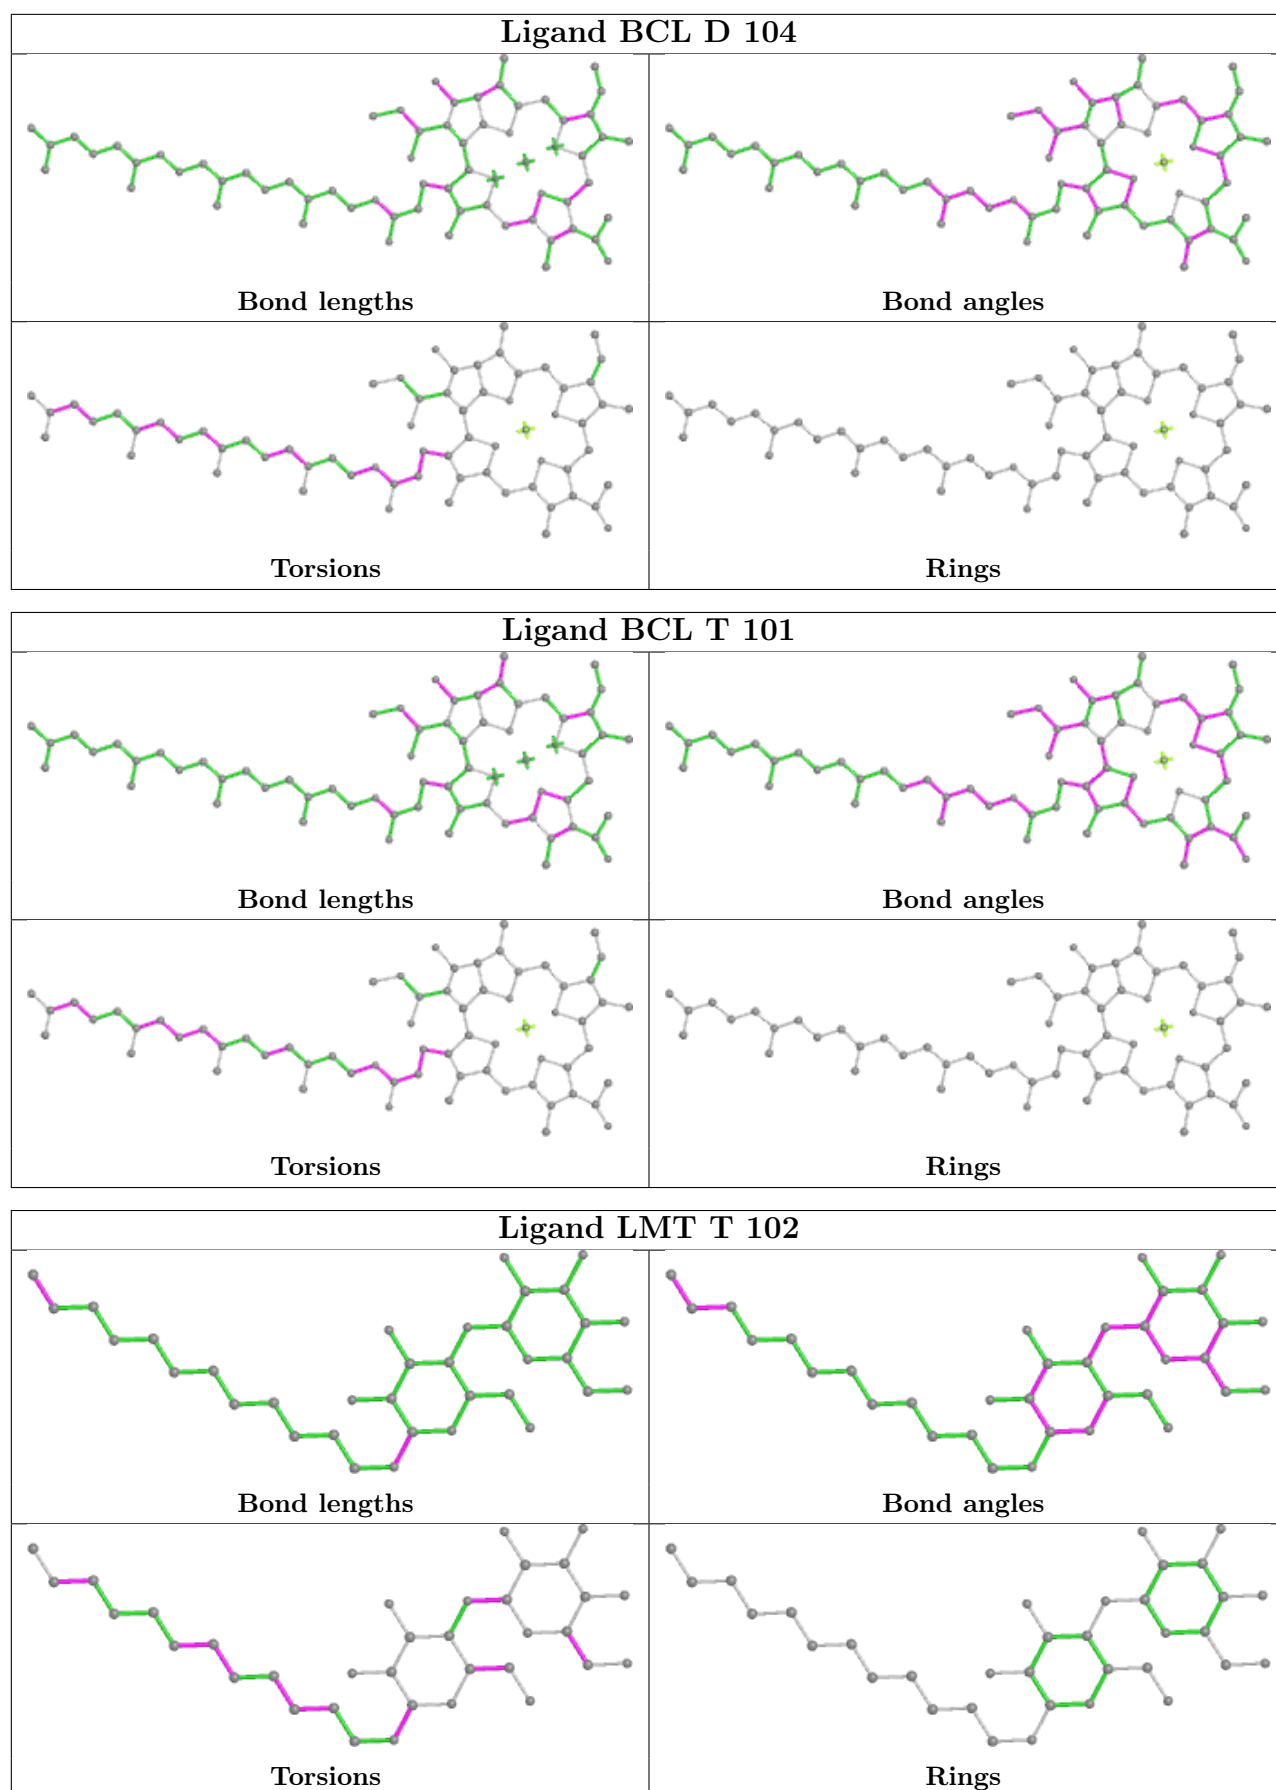 Ligand BCL D 104
Bond lengths
Bond angles
Torsions
Rings
Ligand BCL T 101
Bond lengths
Bond angles
Torsions
Rings
Ligand LMT T 102
Bond lengths
Bond angles
Torsions
Rings